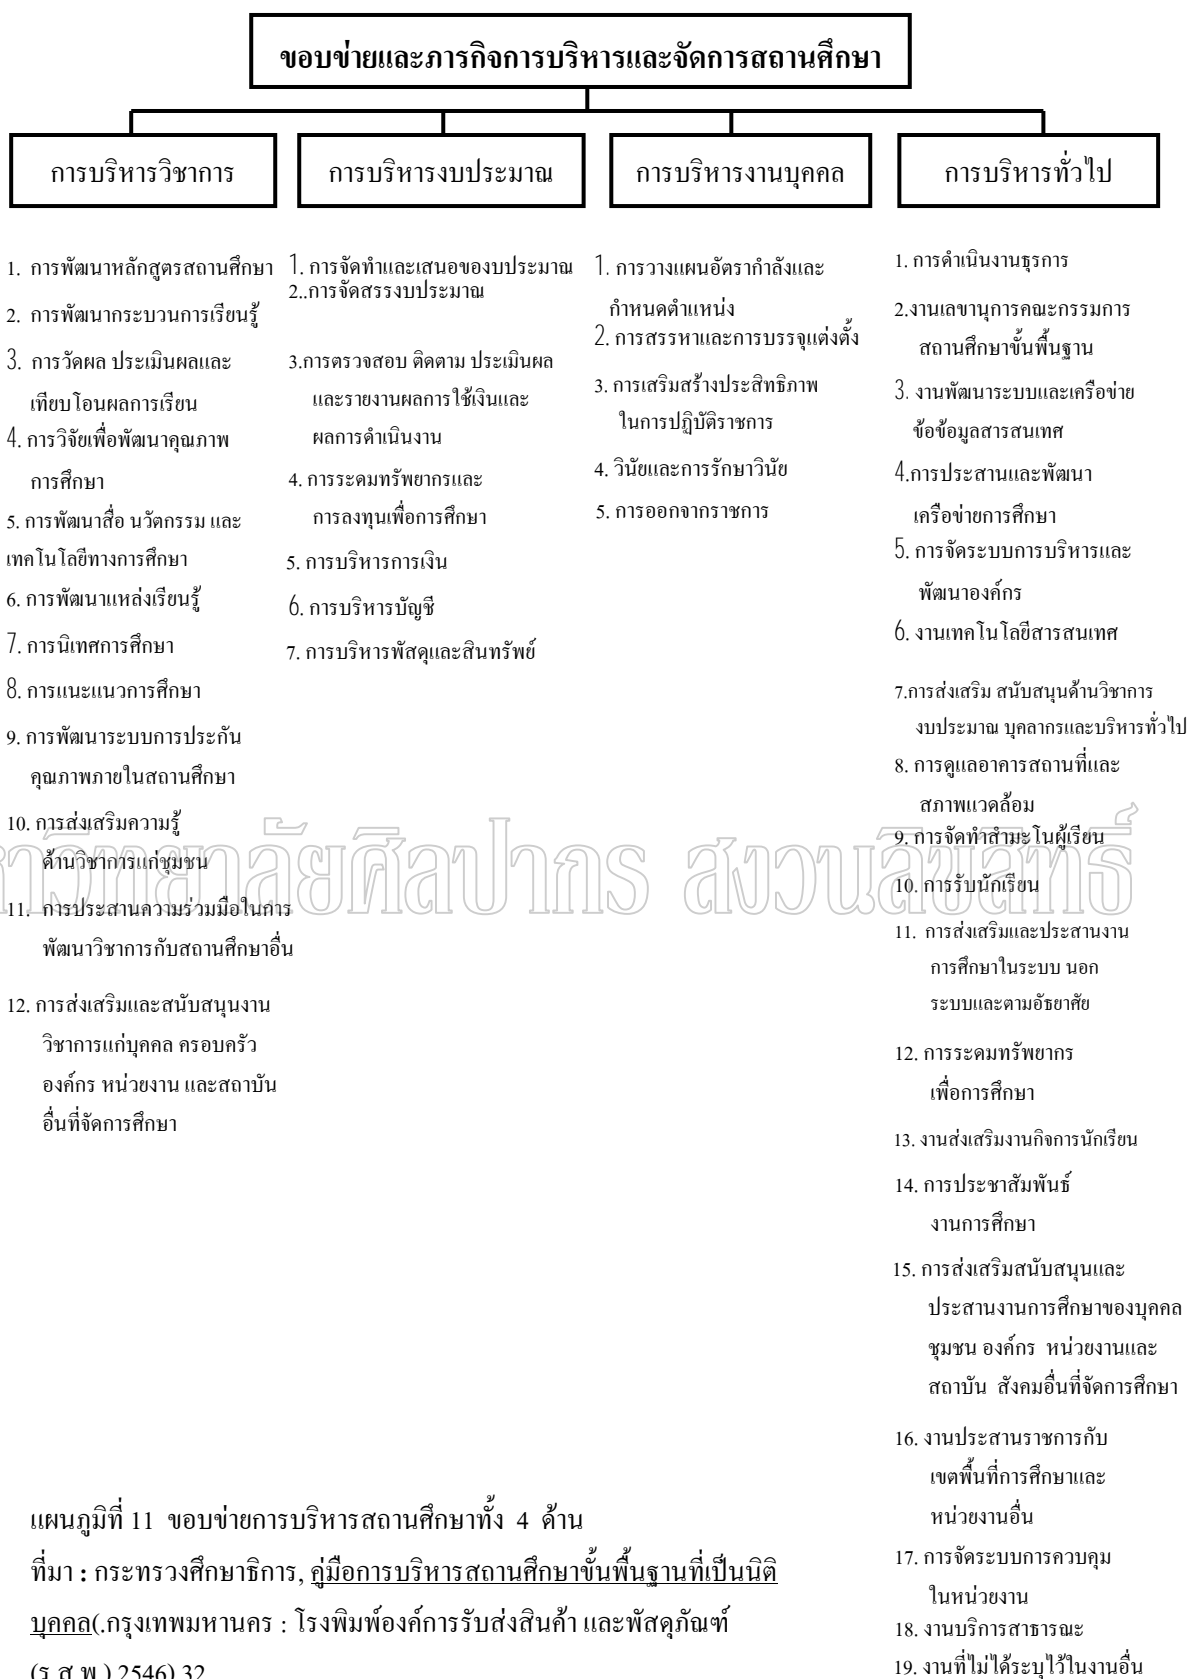 ขอบข่ายและภารกิจการบริหารและจัดการสถานศึกษา
การบริหารวิชาการ
1. การพัฒนาหลักสูตรสถานศึกษา
2. การพัฒนากระบวนการเรียนรู้
3. การวัดผล ประเมินผลและ
เทียบโอนผลการเรียน
4. การวิจัยเพื่อพัฒนาคุณภาพ
การศึกษา
5. การพัฒนาสื่อ นวัตกรรม และ
เทคโนโลยีทางการศึกษา
6. การพัฒนาแหล่งเรียนรู้
7. การนิเทศการศึกษา
8. การแนะแนวการศึกษา
9. การพัฒนาระบบการประกัน
คุณภาพภายในสถานศึกษา
10. การส่งเสริมความรู้
ด้านวิชาการแก่ชุมชน
11. การประสานความร่วมมือในการ
พัฒนาวิชาการกับสถานศึกษาอื่น
12. การส่งเสริมและสนับสนุนงาน
วิชาการแก่บุคคล ครอบครัว
องค์กร หน่วยงาน และสถาบัน
อื่นที่จัดการศึกษา
การบริหารงบประมาณ
1. การจัดทำและเสนอของบประมาณ
2..การจัดสรรงบประมาณ
3.การตรวจสอบ ติดตาม ประเมินผล
และรายงานผลการใช้เงินและ
ผลการดำเนินงาน
4. การระดมทรัพยากรและ
การลงทุนเพื่อการศึกษา
5. การบริหารการเงิน
6. การบริหารบัญชี
7. การบริหารพัสดุและสินทรัพย์
การบริหารงานบุคคล
1. การวางแผนอัตรากำลังและ
กำหนดตำแหน่ง
2. การสรรหาและการบรรจุแต่งตั้ง
3. การเสริมสร้างประสิทธิภาพ
ในการปฏิบัติราชการ
4. วินัยและการรักษาวินัย
5. การออกจากราชการ
การบริหารทั่วไป
1. การดำเนินงานธุรการ
2.งานเลขานุการคณะกรรมการ
สถานศึกษาขั้นพื้นฐาน
3. งานพัฒนาระบบและเครือข่าย
ข้อข้อมูลสารสนเทศ
4.การประสานและพัฒนา
เครือข่ายการศึกษา
5. การจัดระบบการบริหารและ
พัฒนาองค์กร
6. งานเทคโนโลยีสารสนเทศ
7.การส่งเสริม สนับสนุนด้านวิชาการ
งบประมาณ บุคลากรและบริหารทั่วไป
8. การดูแลอาคารสถานที่และ
สภาพแวดล้อม
9. การจัดทำสำมะโนผู้เรียน
10. การรับนักเรียน
11. การส่งเสริมและประสานงาน
การศึกษาในระบบ นอก
ระบบและตามอัธยาศัย
12. การระดมทรัพยากร
เพื่อการศึกษา
13. งานส่งเสริมงานกิจการนักเรียน
14. การประชาสัมพันธ์
งานการศึกษา
15. การส่งเสริมสนับสนุนและ
ประสานงานการศึกษาของบุคคล
ชุมชน องค์กร หน่วยงานและ
สถาบัน สังคมอื่นที่จัดการศึกษา
16. งานประสานราชการกับ
เขตพื้นที่การศึกษาและ
หน่วยงานอื่น
17. การจัดระบบการควบคุม
ในหน่วยงาน
18. งานบริการสาธารณะ
19. งานที่ไม่ได้ระบุไว้ในงานอื่น
าวิทยาลัยศิลปากร สงวนลิขสิทธิ์
แผนภูมิที่ 11 ขอบข่ายการบริหารสถานศึกษาทั้ง 4 ด้าน
ที่มา : กระทรวงศึกษาธิการ, คู่มือการบริหารสถานศึกษาขั้นพื้นฐานที่เป็นนิติ
บุคคล(.กรุงเทพมหานคร : โรงพิมพ์องค์การรับส่งสินค้า และพัสดุภัณฑ์
(ร.ส.พ.) 2546) 32